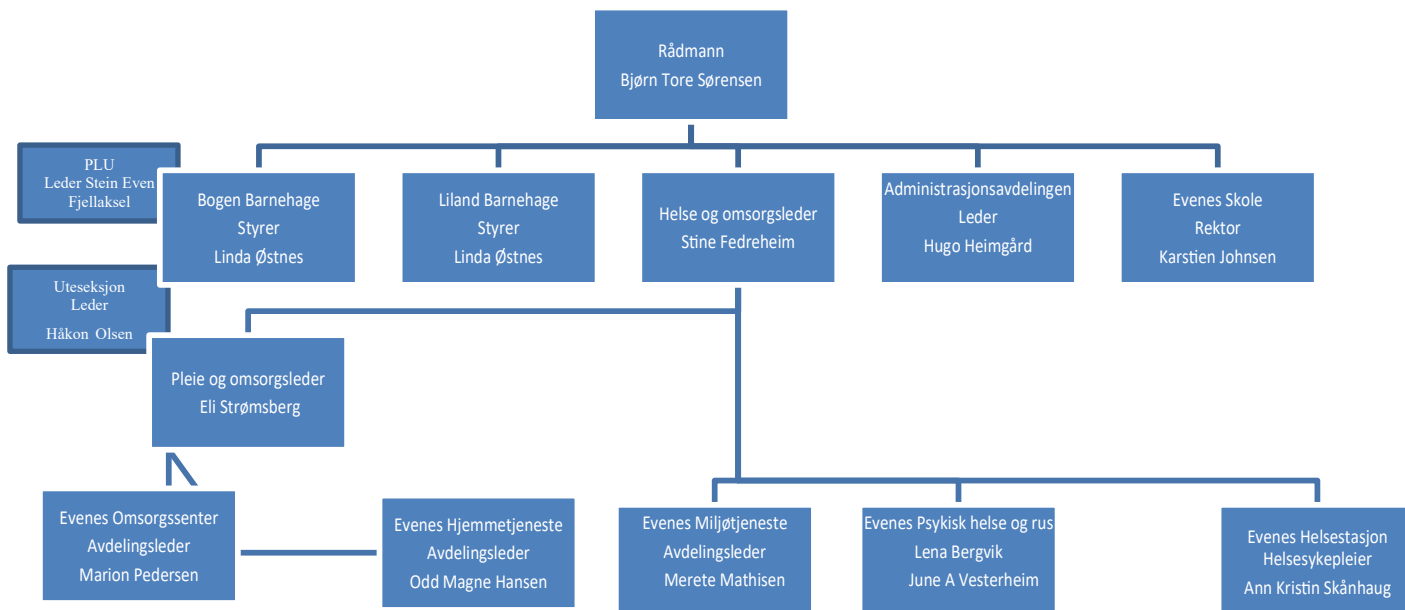 Rådmann
Bjørn Tore Sørensen
PLU
Leder Stein Even
Fjellaksel
Bogen Barnehage
Styrer
Linda Østnes
Liland Barnehage
Styrer
Linda Østnes
Helse og omsorgsleder
Stine Fedreheim
Administrasjonsavdelingen
Leder
Hugo Heimgård
Evenes Skole
Rektor
Karstien Johnsen
Uteseksjon
Leder
Håkon Olsen
Pleie og omsorgsleder
Eli Strømsberg
Evenes Omsorgssenter
Avdelingsleder
Marion Pedersen
Evenes Hjemmetjeneste
Avdelingsleder
Odd Magne Hansen
Evenes Miljøtjeneste
Avdelingsleder
Merete Mathisen
Evenes Psykisk helse og rus
Lena Bergvik
June A Vesterheim
Evenes Helsestasjon
Helsesykepleier
Ann Kristin Skånhaug